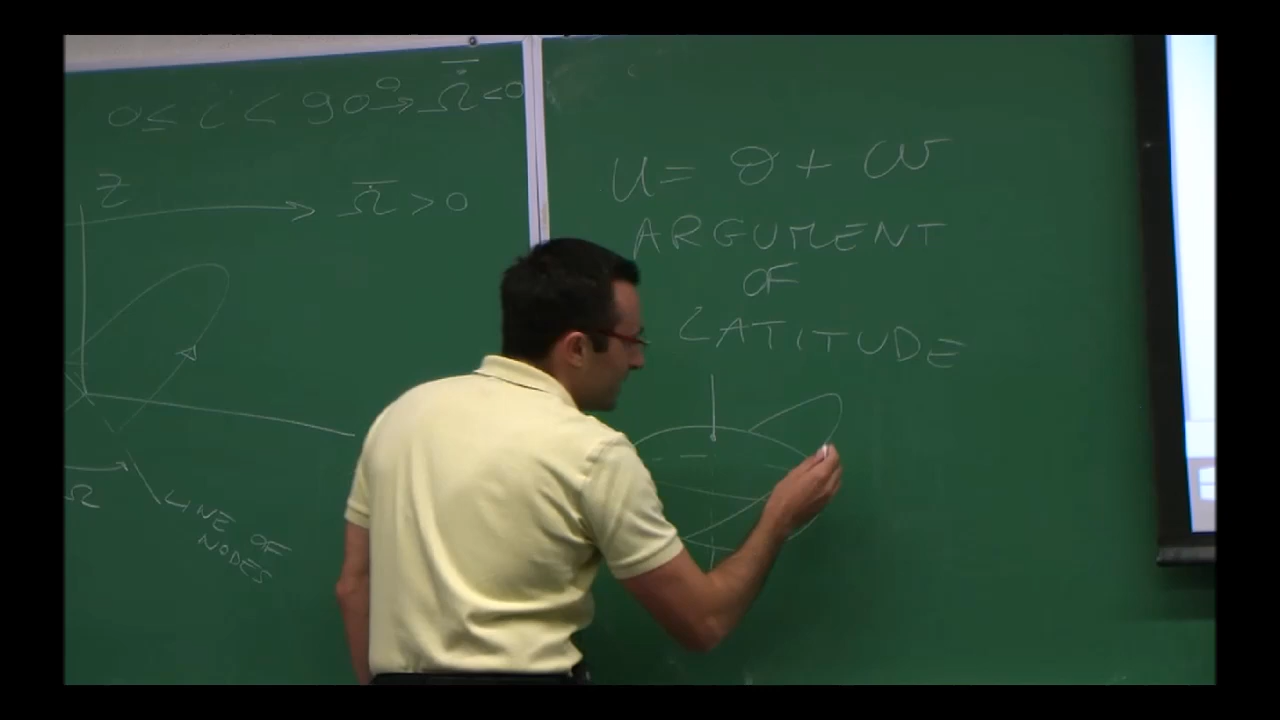 0 ≤ i < 90° → Ω̄̇ < 0
Z
→ Ω̄̇ > 0
Ω
LINE OF
NODES
u = θ + ω
ARGUMENT
OF
LATITUDE